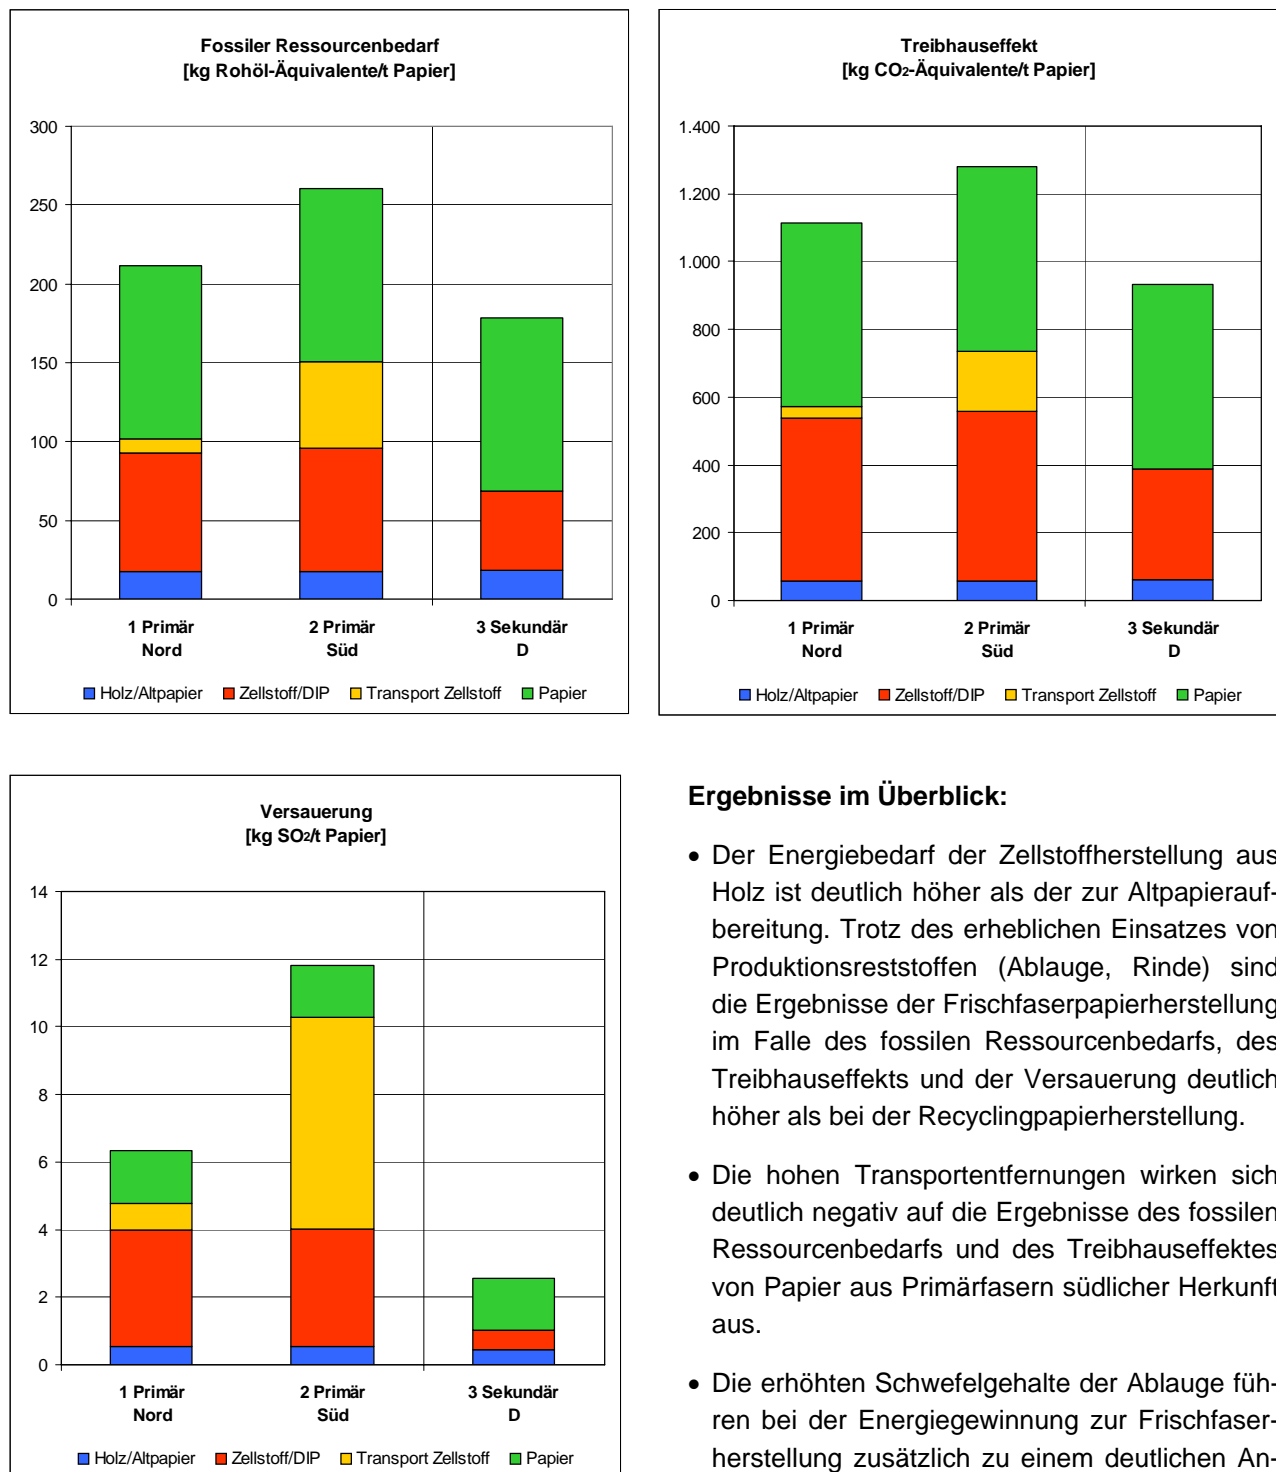 Fossiler Ressourcenbedarf
[kg Rohöl-Äquivalente/t Papier]
300
250
200
150
100
50
0
1 Primär
Nord
2 Primär
Süd
3 Sekundär
D
Holz/Altpapier
Zellstoff/DIP
Transport Zellstoff
Papier
Treibhauseffekt
[kg CO2-Äquivalente/t Papier]
1.400
1.200
1.000
800
600
400
200
0
1 Primär
Nord
2 Primär
Süd
3 Sekundär
D
Holz/Altpapier
Zellstoff/DIP
Transport Zellstoff
Papier
Versauerung
[kg SO2/t Papier]
14
12
10
8
6
4
2
0
1 Primär
Nord
2 Primär
Süd
3 Sekundär
D
Holz/Altpapier
Zellstoff/DIP
Transport Zellstoff
Papier
Ergebnisse im Überblick:
• Der Energiebedarf der Zellstoffherstellung aus
Holz ist deutlich höher als der zur Altpapierauf-
bereitung. Trotz des erheblichen Einsatzes von
Produktionsreststoffen (Ablauge, Rinde) sind
die Ergebnisse der Frischfaserpapierherstellung
im Falle des fossilen Ressourcenbedarfs, des
Treibhauseffekts und der Versauerung deutlich
höher als bei der Recyclingpapierherstellung.
• Die hohen Transportentfernungen wirken sich
deutlich negativ auf die Ergebnisse des fossilen
Ressourcenbedarfs und des Treibhauseffektes
von Papier aus Primärfasern südlicher Herkunft
aus.
• Die erhöhten Schwefelgehalte der Ablauge füh-
ren bei der Energiegewinnung zur Frischfaser-
herstellung zusätzlich zu einem deutlichen An-